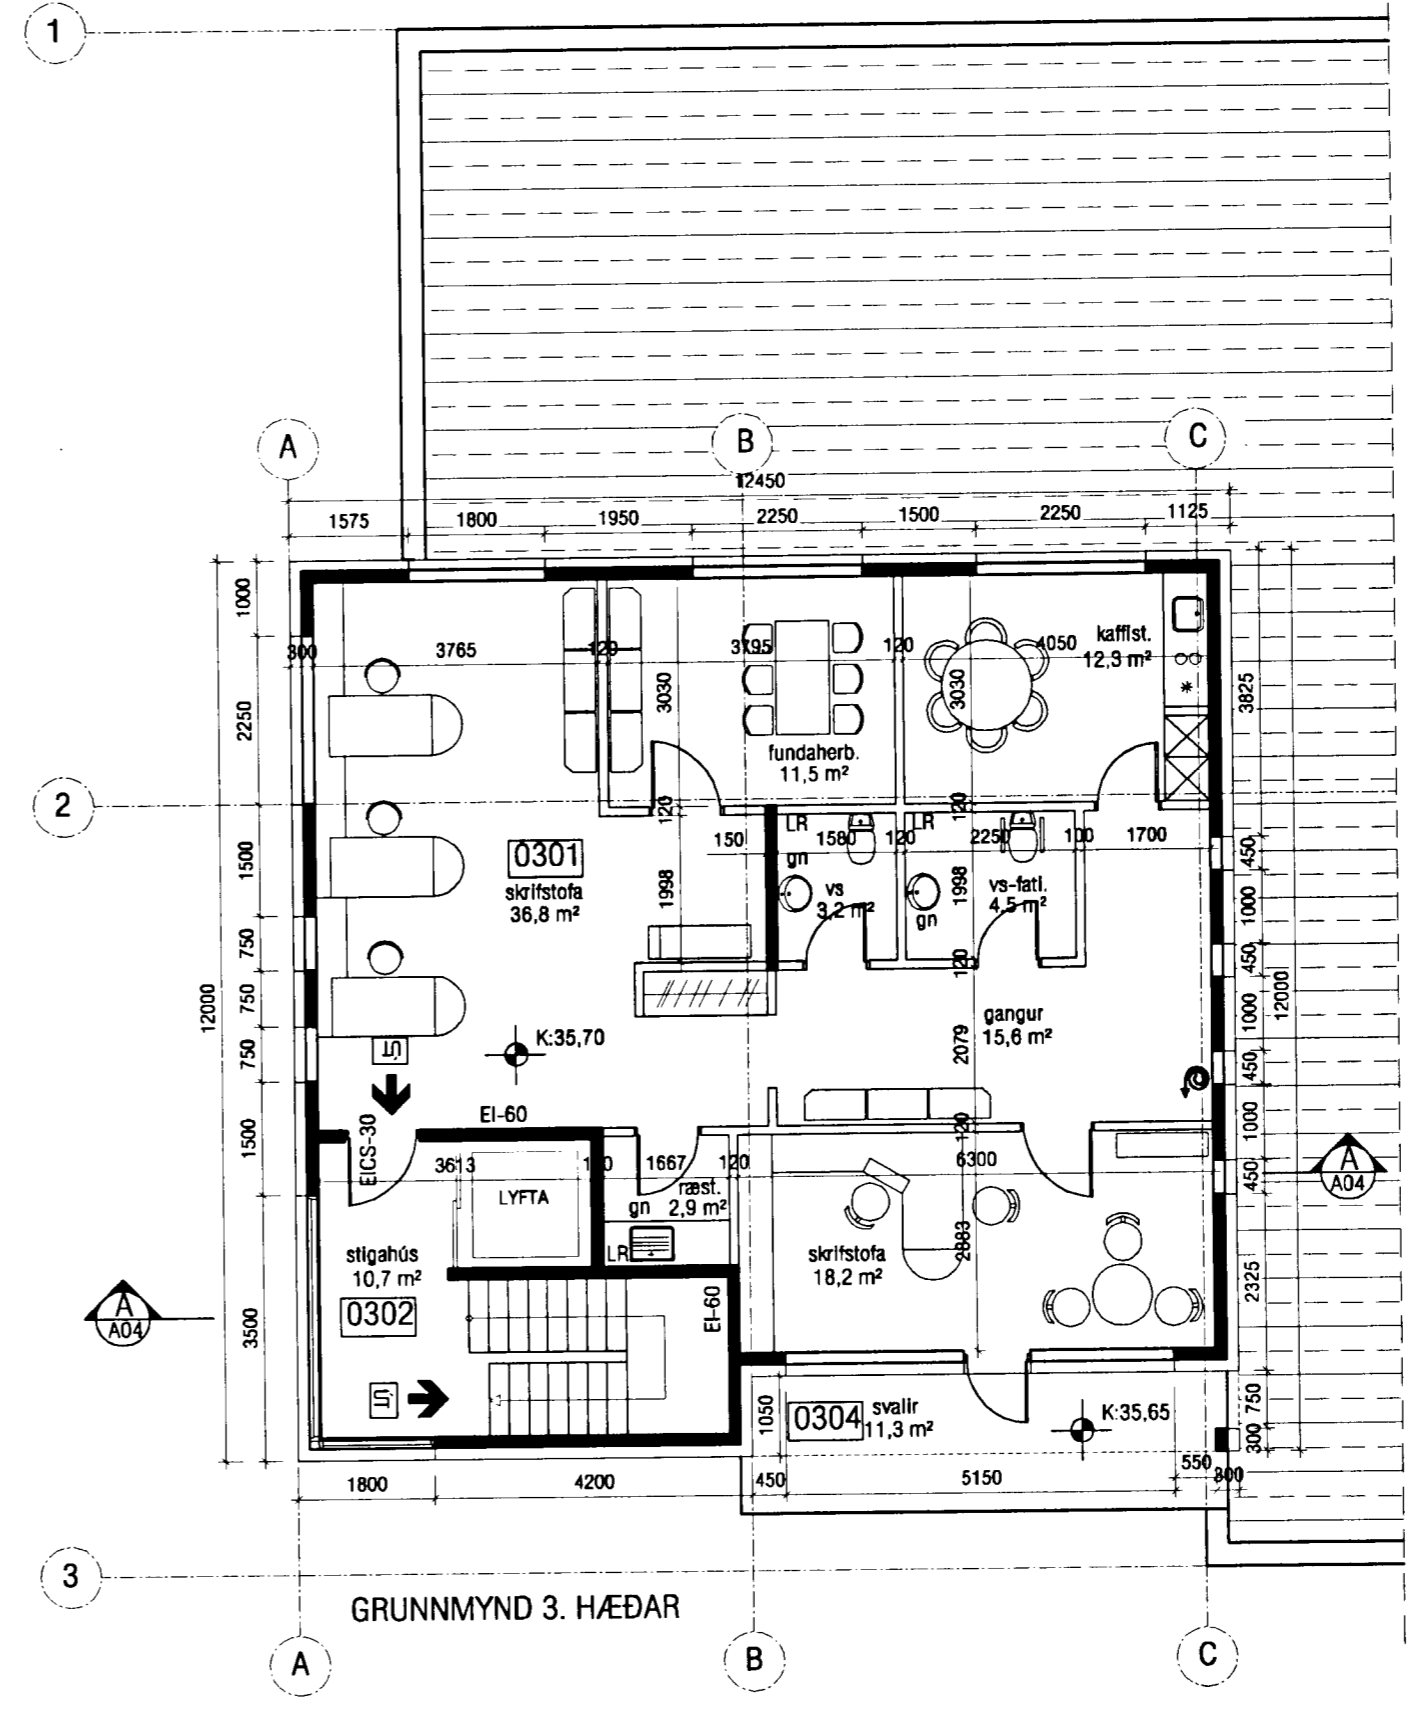 1
A
B
C
12450
1575
1800
1950
2250
1500
2250
1125
1000
300
3765
120
3795
120
4050
kaffist.
12,3 m²
3030
3030
3825
2250
fundaherb.
11,5 m²
2
120
120
LR
LR
150
1580
120
2250
100
1700
450
gn
0301
skrifstofa
36,8 m²
1500
1998
1998
vs
3,2 m²
vs-fatl.
4,5 m²
gn
1000
750
120
450
12000
750
gangur
15,6 m²
1000
12000
K:35,70
2079
ÚT
750
450
EI-60
EICS-30
1500
120
1000
3613
1667
120
6300
A
A04
450
LYFTA
ræst.
2,9 m²
gn
LR
stigahús
10,7 m²
0302
skrifstofa
18,2 m²
2883
2325
A
A04
3500
EI-60
ÚT
1050
0304
svalir
11,3 m²
K:35,65
750
300
1800
4200
450
5150
550
300
3
GRUNNMYND 3. HÆÐAR
A
B
C